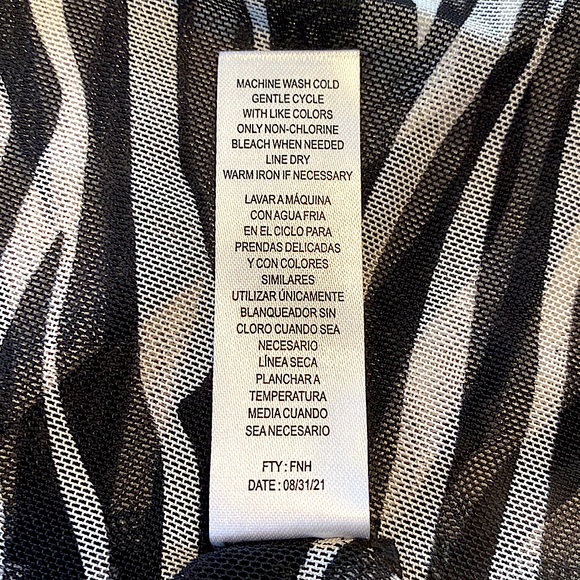 MACHINE WASH COLD
GENTLE CYCLE
WITH LIKE COLORS
ONLY NON-CHLORINE
BLEACH WHEN NEEDED
LINE DRY
WARM IRON IF NECESSARY
LAVAR A MÁQUINA
CON AGUA FRIA
EN EL CICLO PARA
PRENDAS DELICADAS
Y CON COLORES
SIMILARES
UTILIZAR ÚNICAMENTE
BLANQUEADOR SIN
CLORO CUANDO SEA
NECESARIO
LÍNEA SECA
PLANCHAR A
TEMPERATURA
MEDIA CUANDO
SEA NECESARIO
FTY : FNH
DATE : 08/31/21